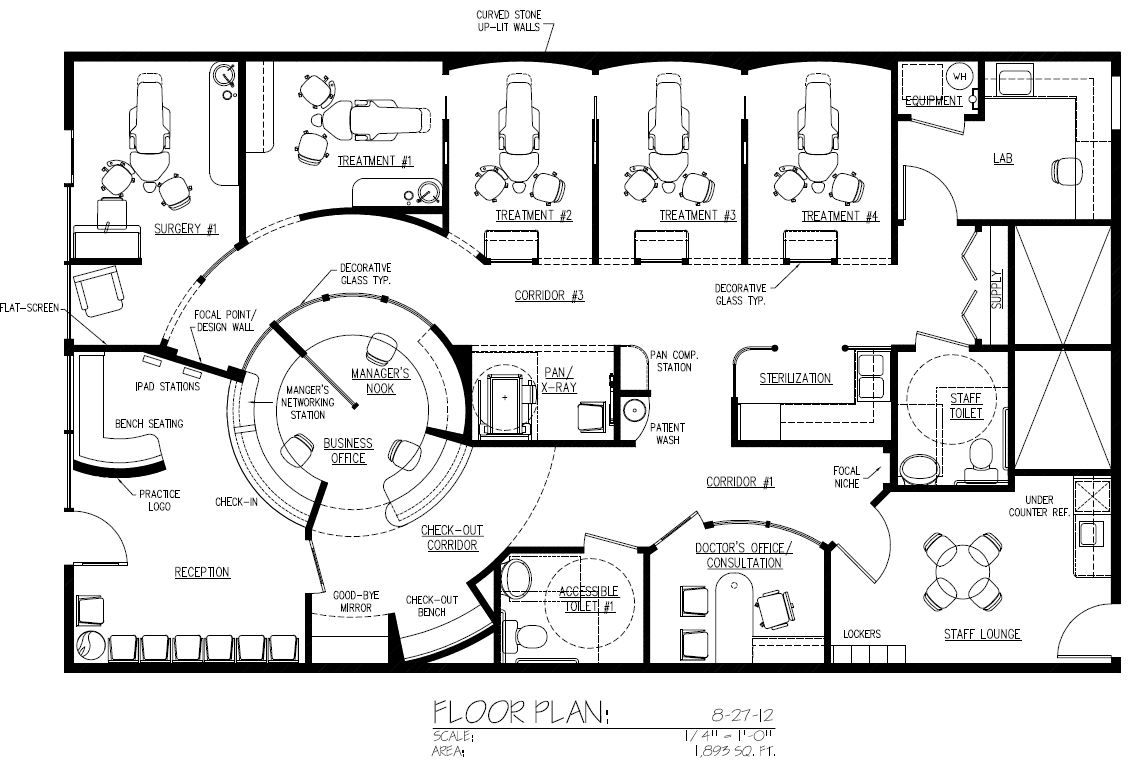 CURVED STONE
UP-LIT WALLS
WH
EQUIPMENT
LAB
TREATMENT #1
SURGERY #1
TREATMENT #2
TREATMENT #3
TREATMENT #4
DECORATIVE
GLASS TYP.
CORRIDOR #3
DECORATIVE
GLASS TYP.
SUPPLY
FLAT-SCREEN
FOCAL POINT/
DESIGN WALL
IPAD STATIONS
MANAGER'S
NOOK
MANGER'S
NETWORKING
STATION
PAN/
X-RAY
PAN COMP.
STATION
STERILIZATION
STAFF
TOILET
BENCH SEATING
BUSINESS
OFFICE
PATIENT
WASH
PRACTICE
LOGO
CHECK-IN
CORRIDOR #1
FOCAL
NICHE
UNDER
COUNTER REF.
CHECK-OUT
CORRIDOR
DOCTOR'S OFFICE/
CONSULTATION
RECEPTION
GOOD-BYE
MIRROR
CHECK-OUT
BENCH
ACCESSIBLE
TOILET #1
LOCKERS
STAFF LOUNGE
FLOOR PLAN:
8-27-12
SCALE:
1/4" = 1'-0"
AREA:
1,893 SQ. FT.